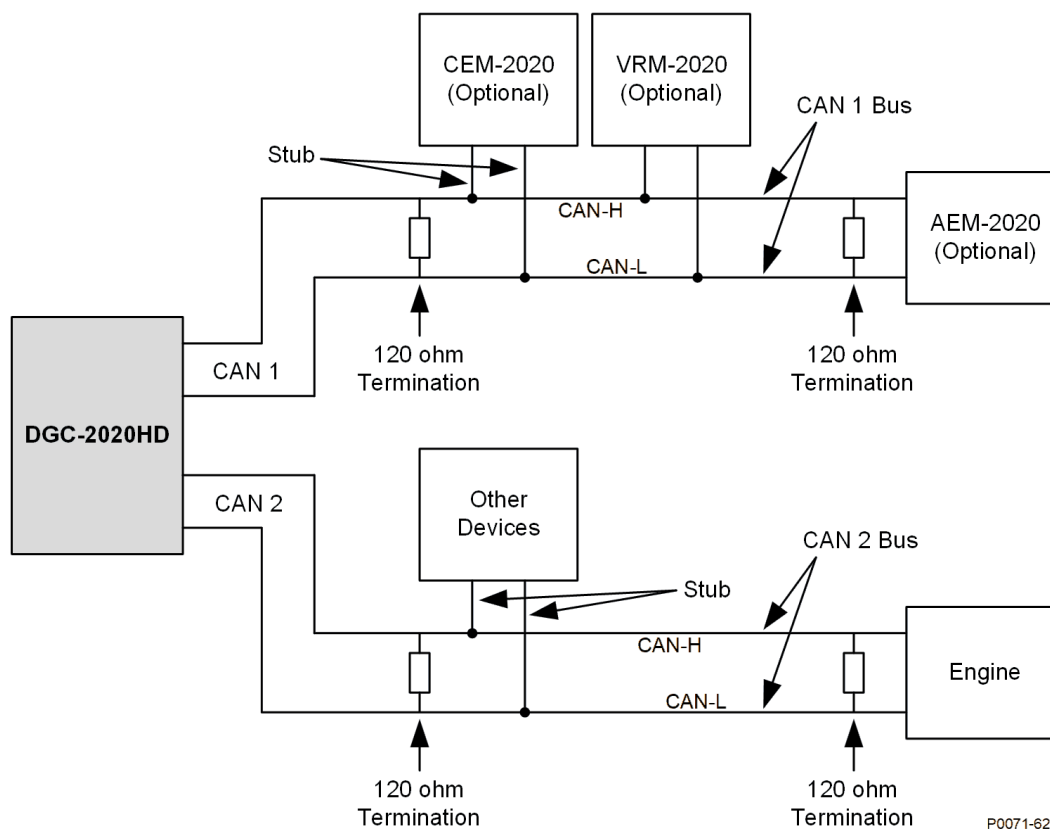 CEM-2020
(Optional)
VRM-2020
(Optional)
CAN 1 Bus
Stub
CAN-H
AEM-2020
(Optional)
CAN-L
120 ohm
Termination
120 ohm
Termination
CAN 1
DGC-2020HD
CAN 2
Other
Devices
CAN 2 Bus
Stub
CAN-H
Engine
CAN-L
120 ohm
Termination
120 ohm
Termination
P0071-62